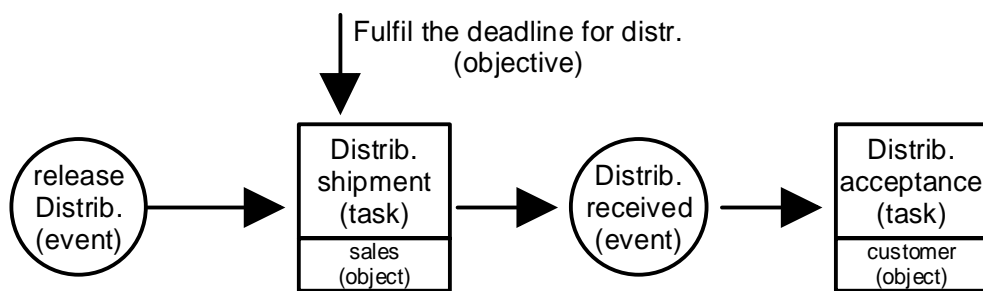 Fulfil the deadline for distr.
(objective)
release
Distrib.
(event)
Distrib.
shipment
(task)
sales
(object)
Distrib.
received
(event)
Distrib.
acceptance
(task)
customer
(object)